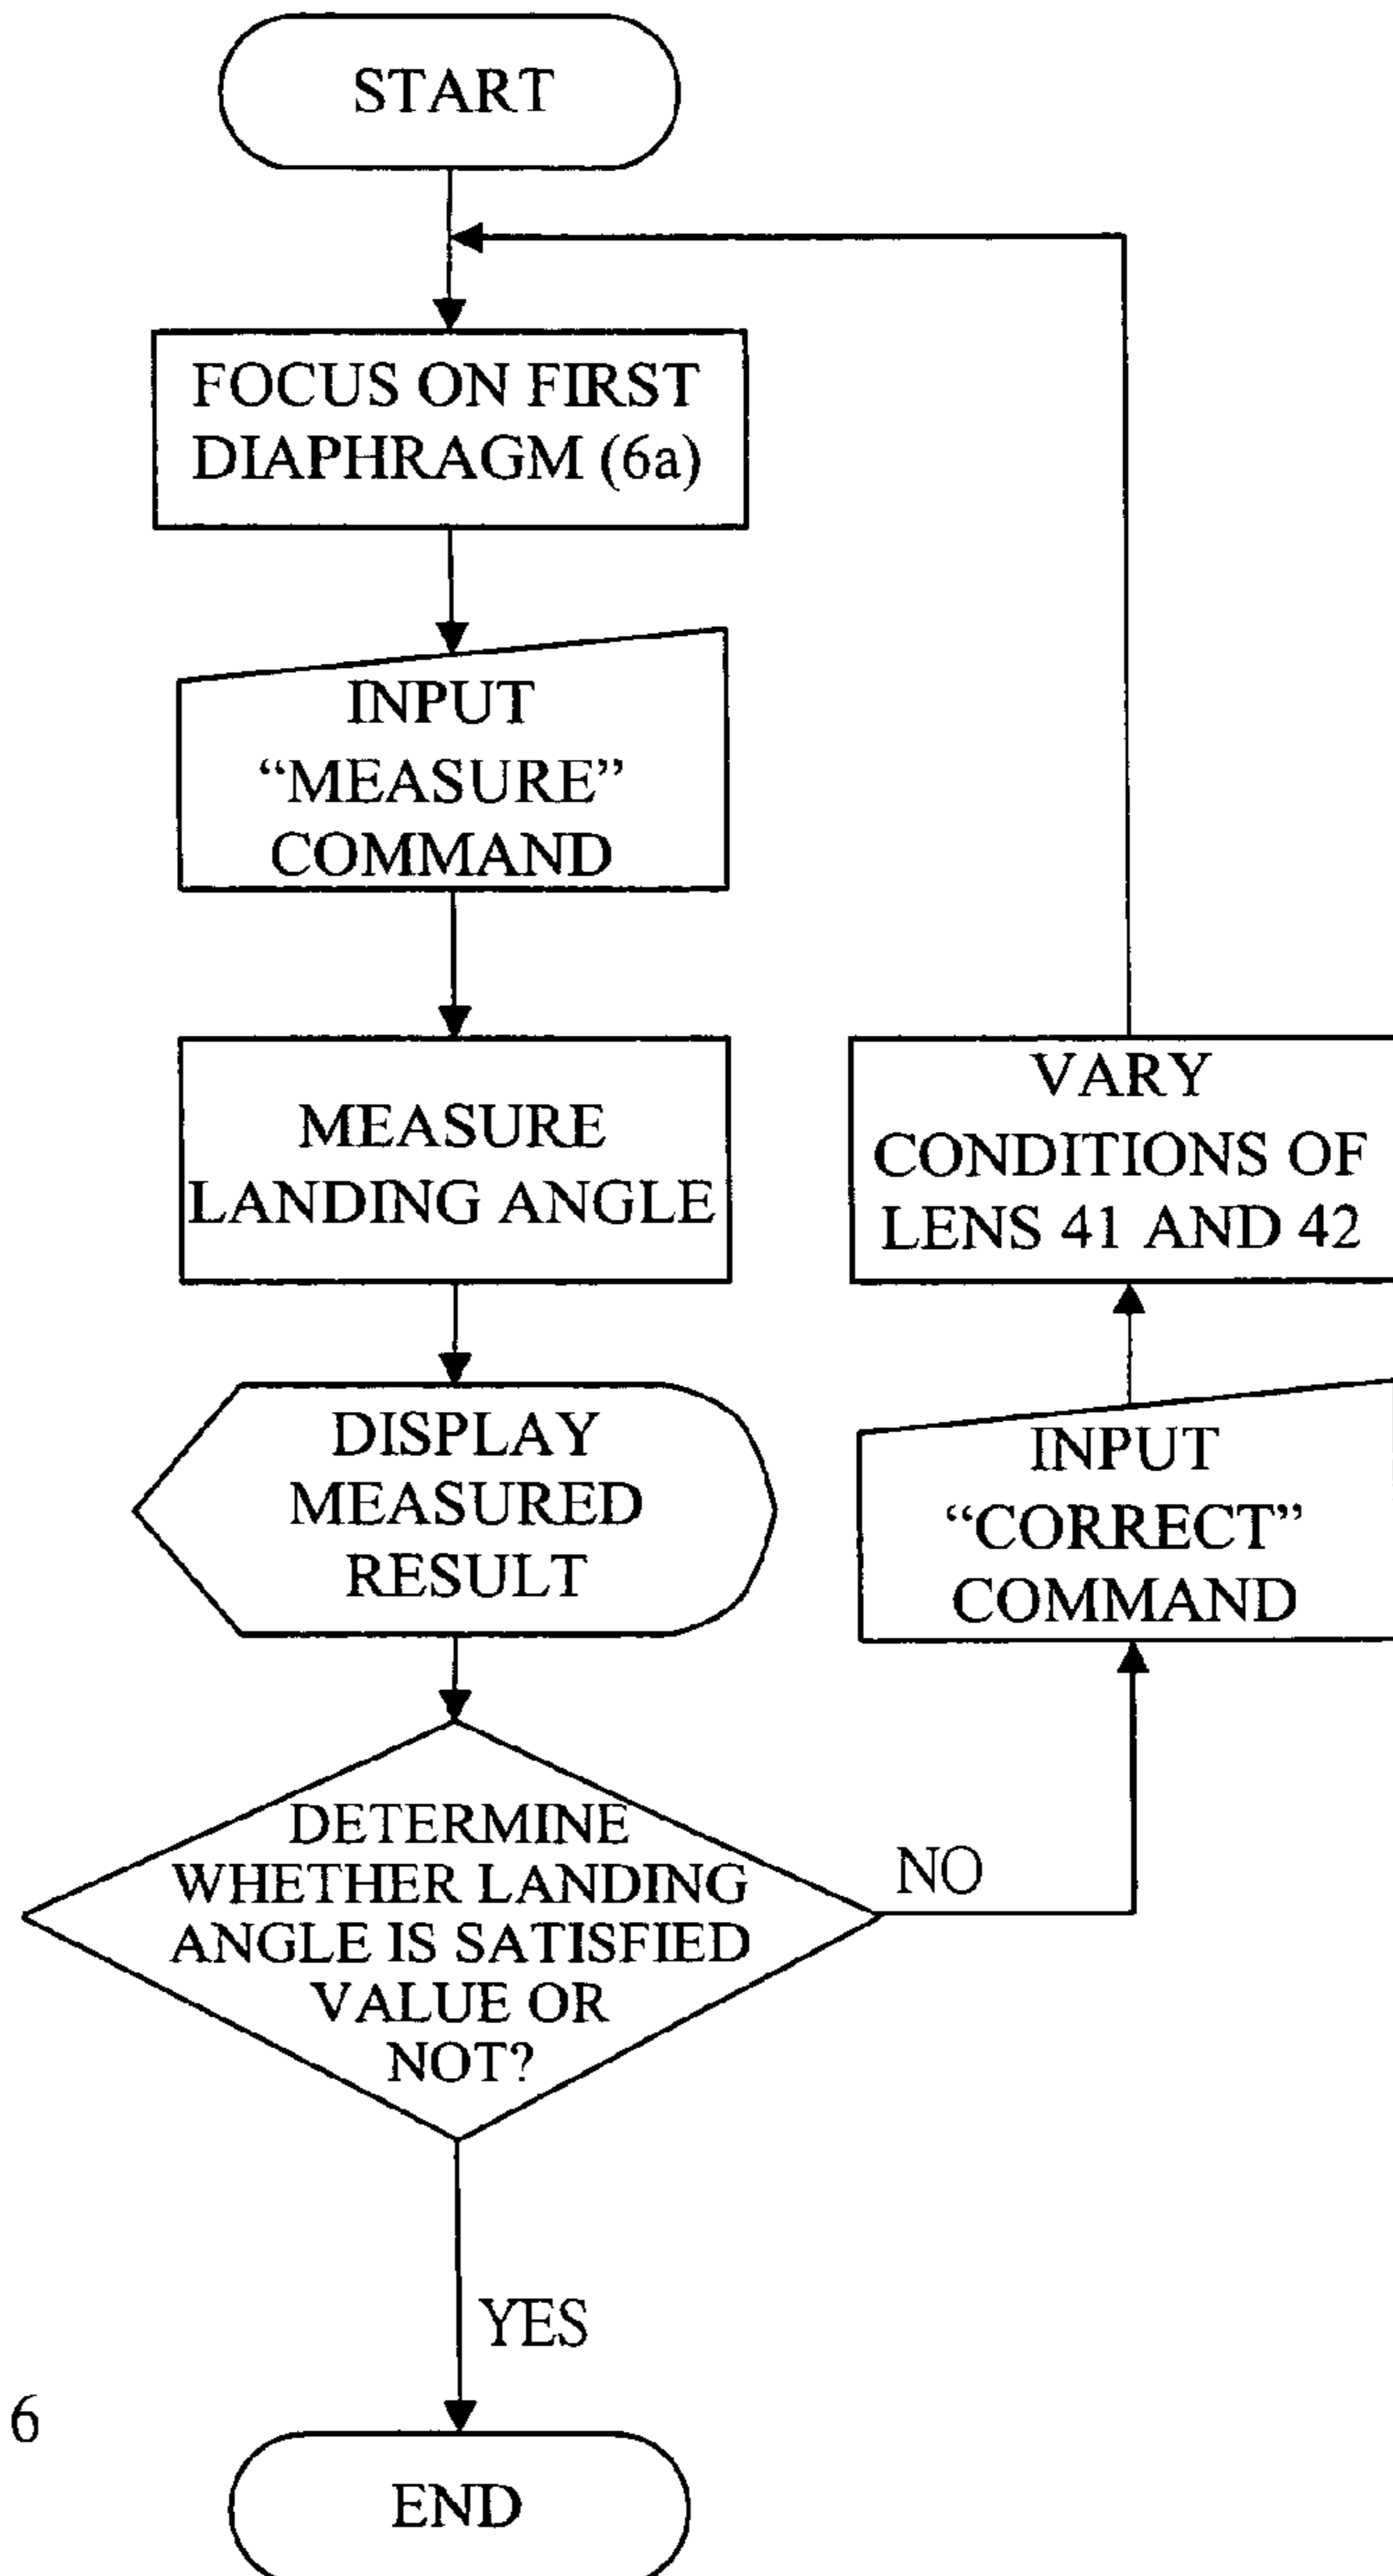 START
FOCUS ON FIRST
DIAPHRAGM (6a)
INPUT
“MEASURE”
COMMAND
MEASURE
LANDING ANGLE
DISPLAY
MEASURED
RESULT
DETERMINE
WHETHER LANDING
ANGLE IS SATISFIED
VALUE OR
NOT?
NO
INPUT
“CORRECT”
COMMAND
VARY
CONDITIONS OF
LENS 41 AND 42
YES
6
END